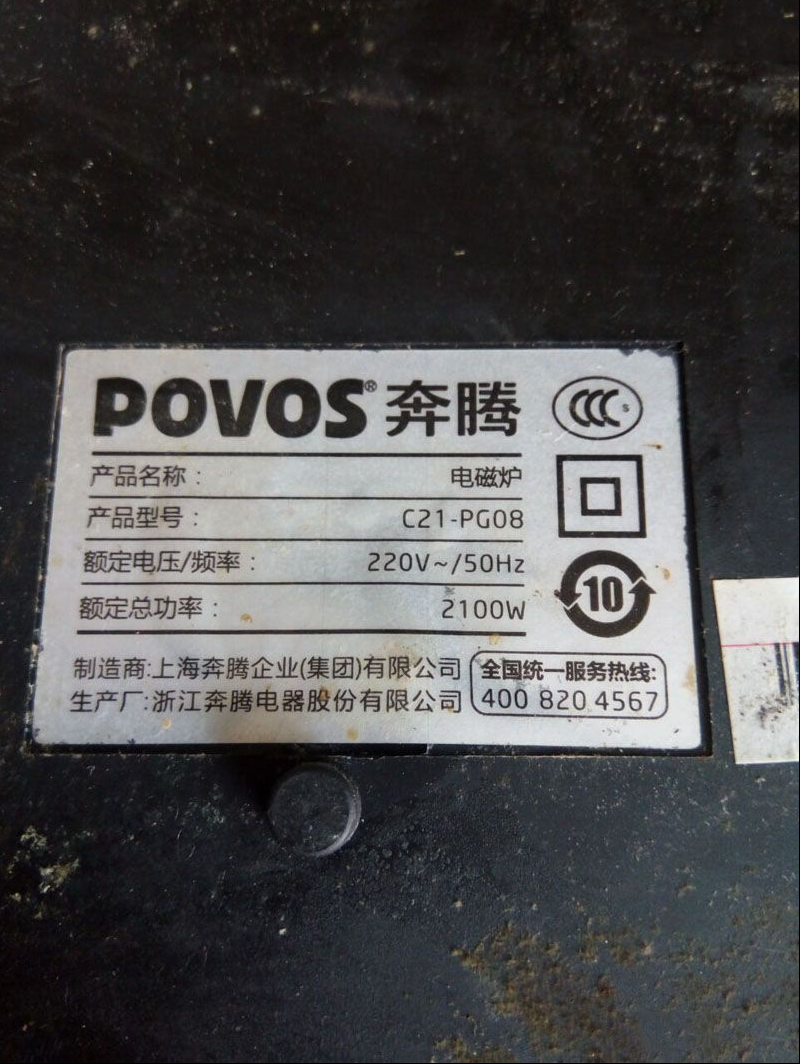 POVOS® 奔腾
CCC S
产品名称： 电磁炉
产品型号： C21-PG08
额定电压/频率： 220V~/50Hz
额定总功率： 2100W
10
制造商:上海奔腾企业(集团)有限公司
生产厂:浙江奔腾电器股份有限公司
全国统一服务热线:
400 820 4567